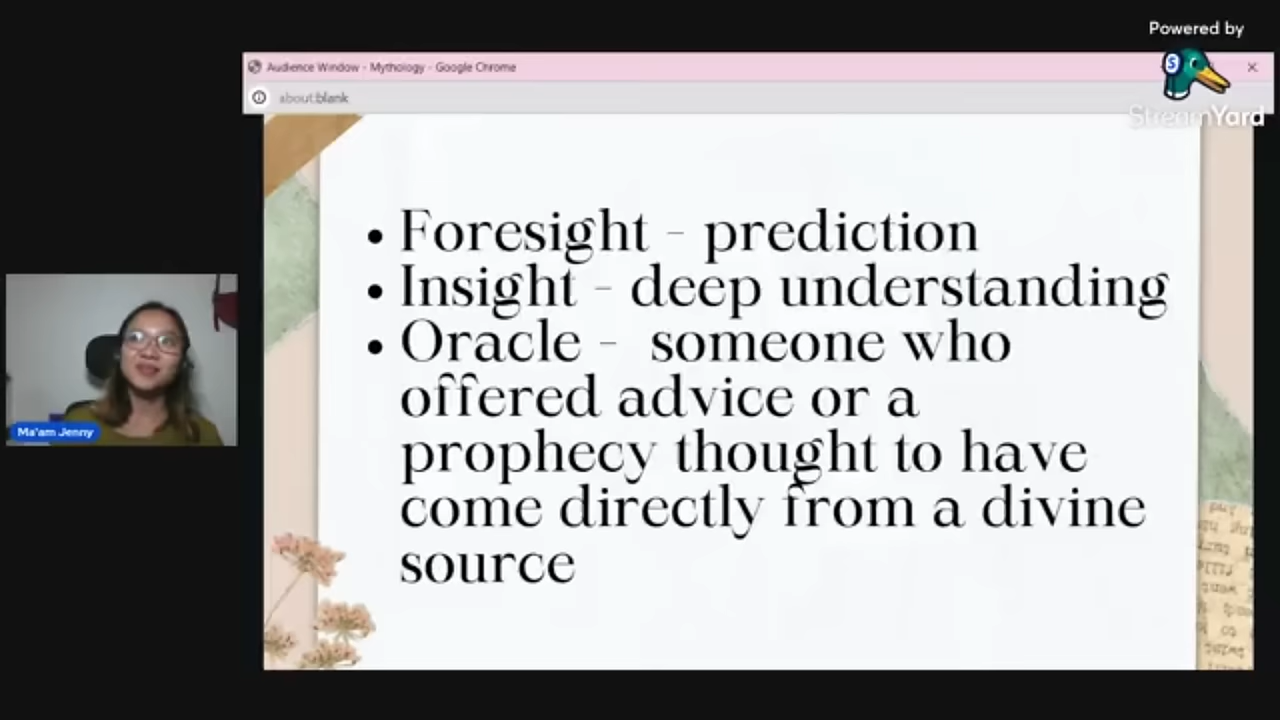 Powered by
StreamYard
Audience Window - Mythology - Google Chrome
about:blank
Ma'am Jenny
• Foresight - prediction
• Insight - deep understanding
• Oracle - someone who
offered advice or a
prophecy thought to have
come directly from a divine
source